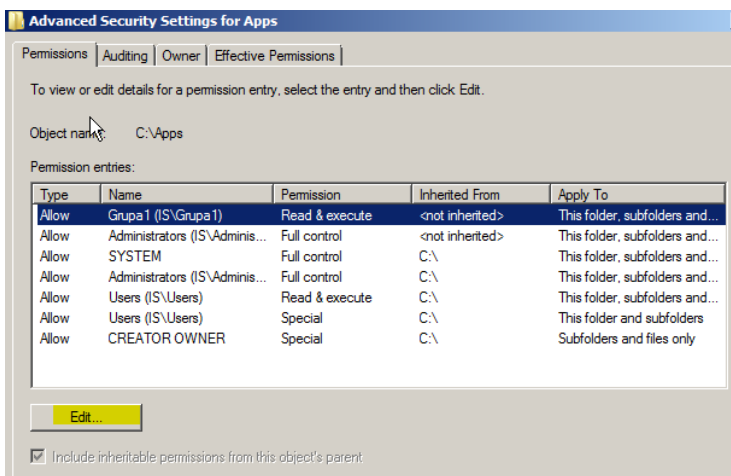 Advanced Security Settings for Apps
Permissions Auditing Owner Effective Permissions
To view or edit details for a permission entry, select the entry and then click Edit.
Object name: C:\Apps
Permission entries:
Type Name Permission Inherited From Apply To
Allow Grupa1 (IS\Grupa1) Read & execute <not inherited> This folder, subfolders and...
Allow Administrators (IS\Adminis... Full control <not inherited> This folder, subfolders and...
Allow SYSTEM Full control C:\ This folder, subfolders and...
Allow Administrators (IS\Adminis... Full control C:\ This folder, subfolders and...
Allow Users (IS\Users) Read & execute C:\ This folder, subfolders and...
Allow Users (IS\Users) Special C:\ This folder and subfolders
Allow CREATOR OWNER Special C:\ Subfolders and files only
Edit...
Include inheritable permissions from this object's parent